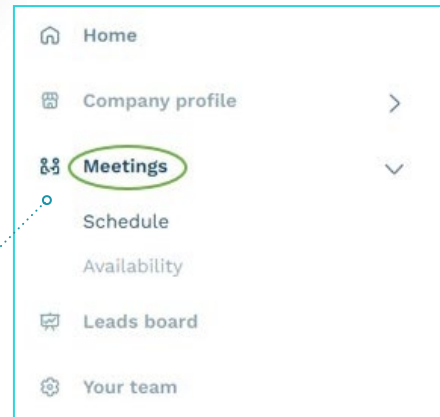 Home
Company profile
Meetings
Schedule
Availability
Leads board
Your team